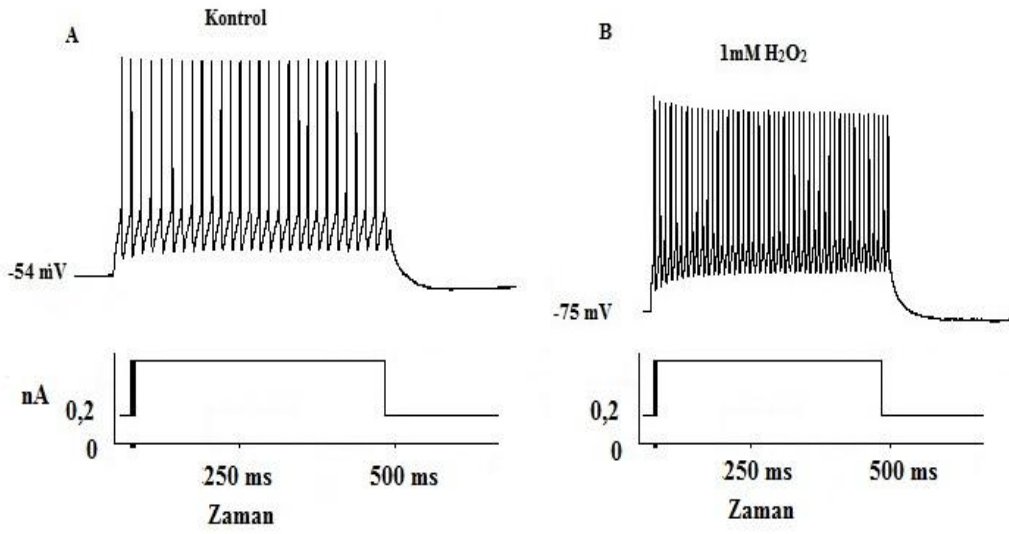 A
Kontrol
-54 mV
nA
0,2
0
250 ms
500 ms
Zaman
B
1mM H₂O₂
-75 mV
0,2
0
250 ms
500 ms
Zaman